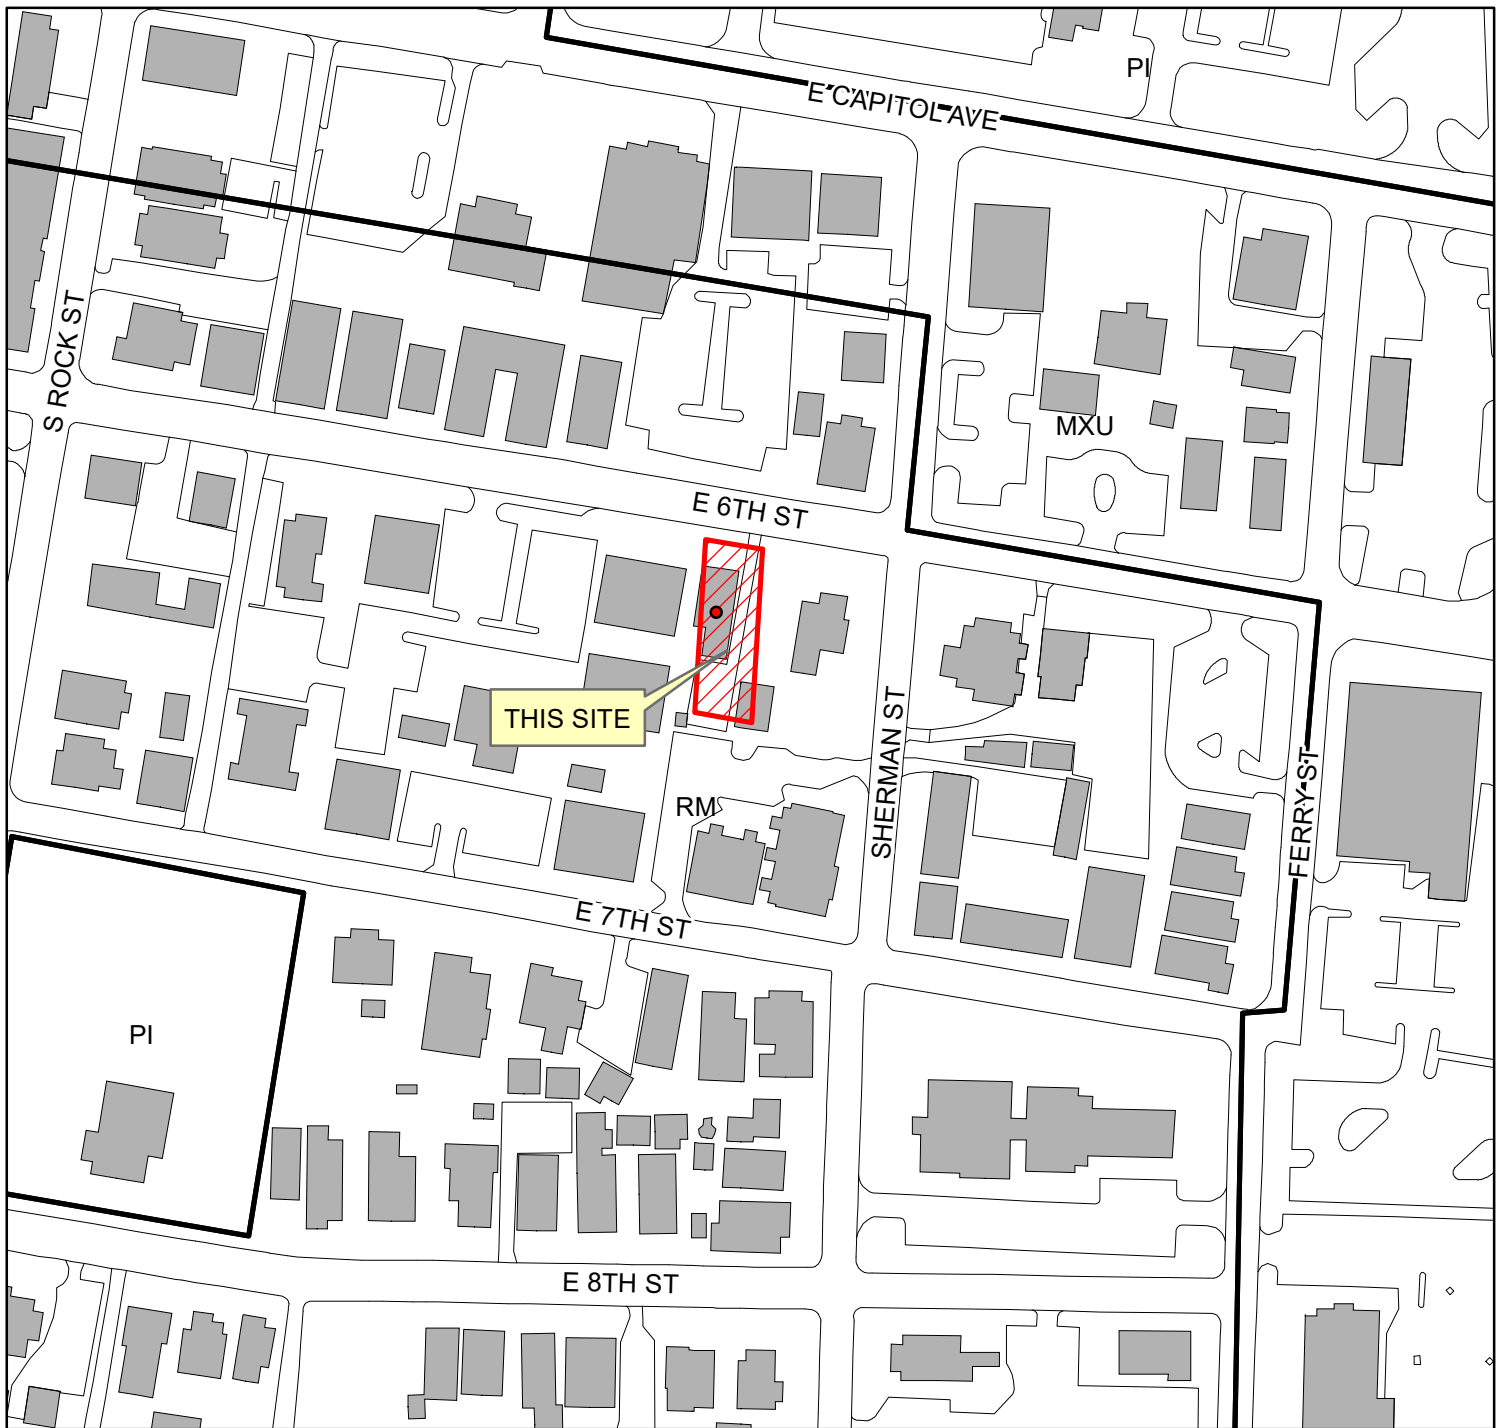 PI
E CAPITOL AVE
S ROCK ST
MXU
E 6TH ST
THIS SITE
SHERMAN ST
FERRY ST
RM
E 7TH ST
PI
E 8TH ST